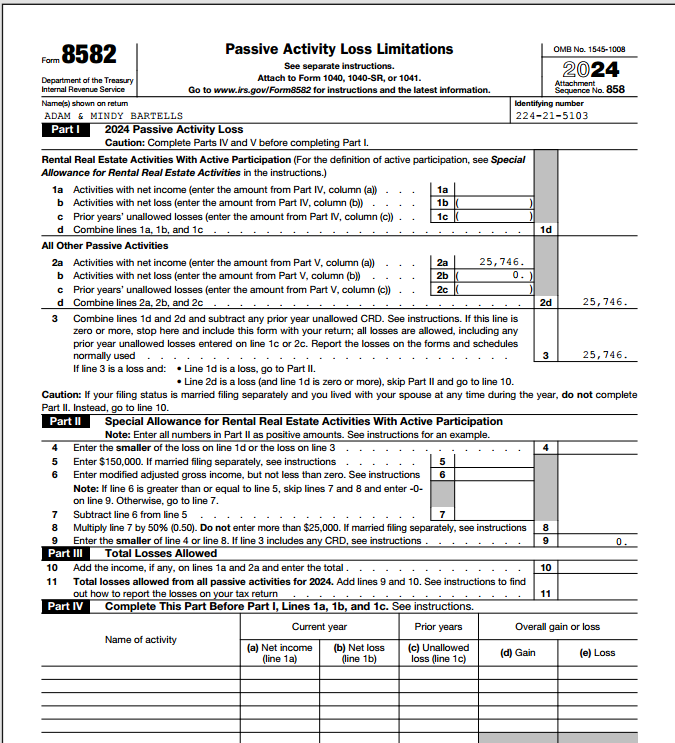 Form 8582
Department of the Treasury
Internal Revenue Service
Passive Activity Loss Limitations
See separate instructions.
Attach to Form 1040, 1040-SR, or 1041.
Go to www.irs.gov/Form8582 for instructions and the latest information.
OMB No. 1545-1008
2024
Attachment
Sequence No. 858
Name(s) shown on return
Identifying number
ADAM & MINDY BARTELLS
224-21-5103
Part I 2024 Passive Activity Loss
Caution: Complete Parts IV and V before completing Part I.
Rental Real Estate Activities With Active Participation (For the definition of active participation, see Special
Allowance for Rental Real Estate Activities in the instructions.)
1a Activities with net income (enter the amount from Part IV, column (a)) . . . 1a
b Activities with net loss (enter the amount from Part IV, column (b)) . . . 1b ( )
c Prior years' unallowed losses (enter the amount from Part IV, column (c)) . . 1c ( )
d Combine lines 1a, 1b, and 1c . . . . . . . . . . . . . . . . . . . . . 1d
All Other Passive Activities
2a Activities with net income (enter the amount from Part V, column (a)) . . . 2a 25,746.
b Activities with net loss (enter the amount from Part V, column (b)) . . . 2b ( 0. )
c Prior years' unallowed losses (enter the amount from Part V, column (c)) . . 2c ( )
d Combine lines 2a, 2b, and 2c . . . . . . . . . . . . . . . . . . . . . 2d 25,746.
3 Combine lines 1d and 2d and subtract any prior year unallowed CRD. See instructions. If this line is
zero or more, stop here and include this form with your return; all losses are allowed, including any
prior year unallowed losses entered on line 1c or 2c. Report the losses on the forms and schedules
normally used . . . . . . . . . . . . . . . . . . . . . . . . . . 3 25,746.
If line 3 is a loss and: • Line 1d is a loss, go to Part II.
• Line 2d is a loss (and line 1d is zero or more), skip Part II and go to line 10.
Caution: If your filing status is married filing separately and you lived with your spouse at any time during the year, do not complete
Part II. Instead, go to line 10.
Part II Special Allowance for Rental Real Estate Activities With Active Participation
Note: Enter all numbers in Part II as positive amounts. See instructions for an example.
4 Enter the smaller of the loss on line 1d or the loss on line 3 . . . . . . . . . . . . . 4
5 Enter $150,000. If married filing separately, see instructions . . . . . . 5
6 Enter modified adjusted gross income, but not less than zero. See instructions 6
Note: If line 6 is greater than or equal to line 5, skip lines 7 and 8 and enter -0-
on line 9. Otherwise, go to line 7.
7 Subtract line 6 from line 5 . . . . . . . . . . . . . . . 7
8 Multiply line 7 by 50% (0.50). Do not enter more than $25,000. If married filing separately, see instructions 8
9 Enter the smaller of line 4 or line 8. If line 3 includes any CRD, see instructions . . . . . . . 9 0.
Part III Total Losses Allowed
10 Add the income, if any, on lines 1a and 2a and enter the total . . . . . . . . . . . . . 10
11 Total losses allowed from all passive activities for 2024. Add lines 9 and 10. See instructions to find
out how to report the losses on your tax return . . . . . . . . . . . . . . . . . 11
Part IV Complete This Part Before Part I, Lines 1a, 1b, and 1c. See instructions.
Name of activity
Current year
Prior years
Overall gain or loss
(a) Net income
(line 1a)
(b) Net loss
(line 1b)
(c) Unallowed
loss (line 1c)
(d) Gain
(e) Loss